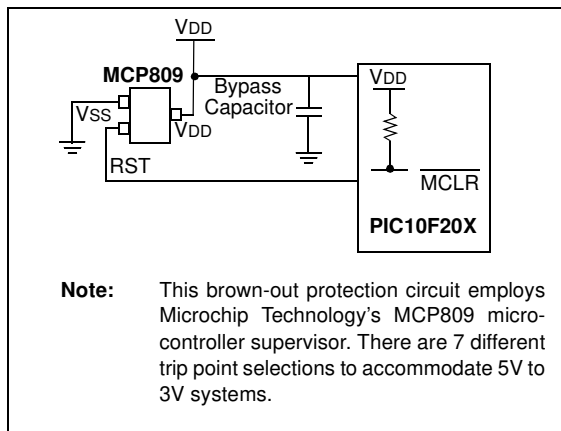 VDD
MCP809
Bypass
Capacitor
VDD
VSS
VDD
RST
MCLR
PIC10F20X
Note: This brown-out protection circuit employs
Microchip Technology's MCP809 micro-
controller supervisor. There are 7 different
trip point selections to accommodate 5V to
3V systems.